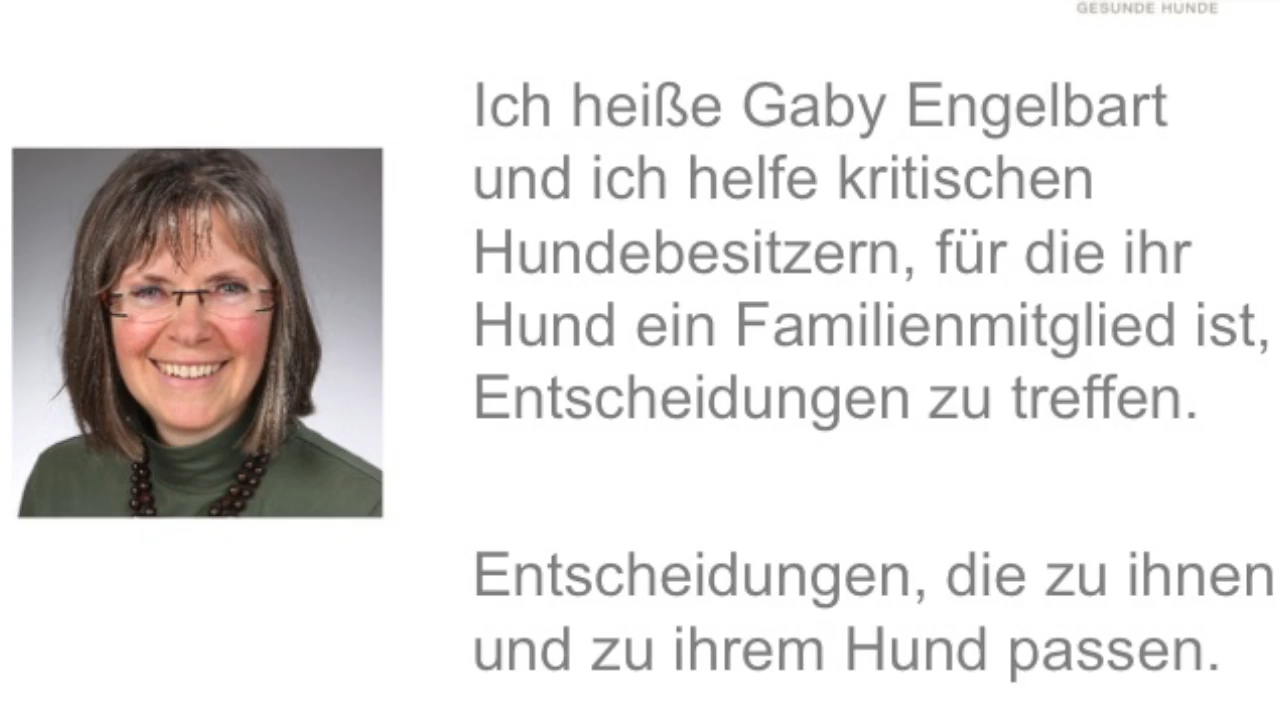 GESUNDE HUNDE
Ich heiße Gaby Engelbart
und ich helfe kritischen
Hundebesitzern, für die ihr
Hund ein Familienmitglied ist,
Entscheidungen zu treffen.
Entscheidungen, die zu ihnen
und zu ihrem Hund passen.